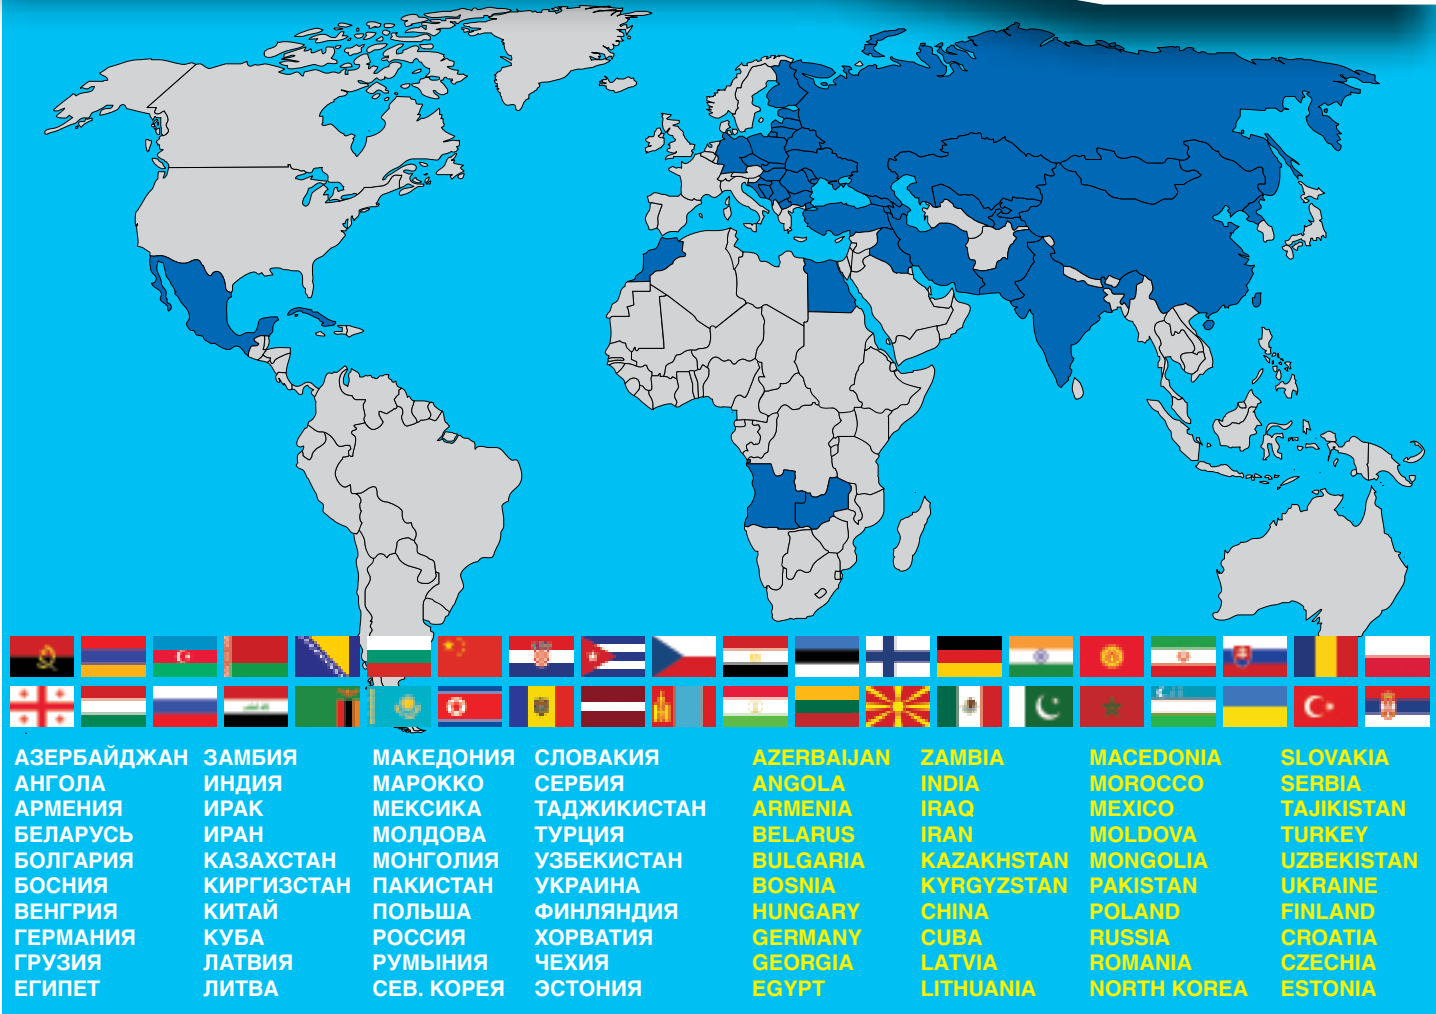 АЗЕРБАЙДЖАН ЗАМБИЯ МАКЕДОНИЯ СЛОВАКИЯ AZERBAIJAN ZAMBIA MACEDONIA SLOVAKIA
АНГОЛА ИНДИЯ МАРОККО СЕРБИЯ ANGOLA INDIA MOROCCO SERBIA
АРМЕНИЯ ИРАК МЕКСИКА ТАДЖИКИСТАН ARMENIA IRAQ MEXICO TAJIKISTAN
БЕЛАРУСЬ ИРАН МОЛДОВА ТУРЦИЯ BELARUS IRAN MOLDOVA TURKEY
БОЛГАРИЯ КАЗАХСТАН МОНГОЛИЯ УЗБЕКИСТАН BULGARIA KAZAKHSTAN MONGOLIA UZBEKISTAN
БОСНИЯ КИРГИЗСТАН ПАКИСТАН УКРАИНА BOSNIA KYRGYZSTAN PAKISTAN UKRAINE
ВЕНГРИЯ КИТАЙ ПОЛЬША ФИНЛЯНДИЯ HUNGARY CHINA POLAND FINLAND
ГЕРМАНИЯ КУБА РОССИЯ ХОРВАТИЯ GERMANY CUBA RUSSIA CROATIA
ГРУЗИЯ ЛАТВИЯ РУМЫНИЯ ЧЕХИЯ GEORGIA LATVIA ROMANIA CZECHIA
ЕГИПЕТ ЛИТВА СЕВ. КОРЕЯ ЭСТОНИЯ EGYPT LITHUANIA NORTH KOREA ESTONIA